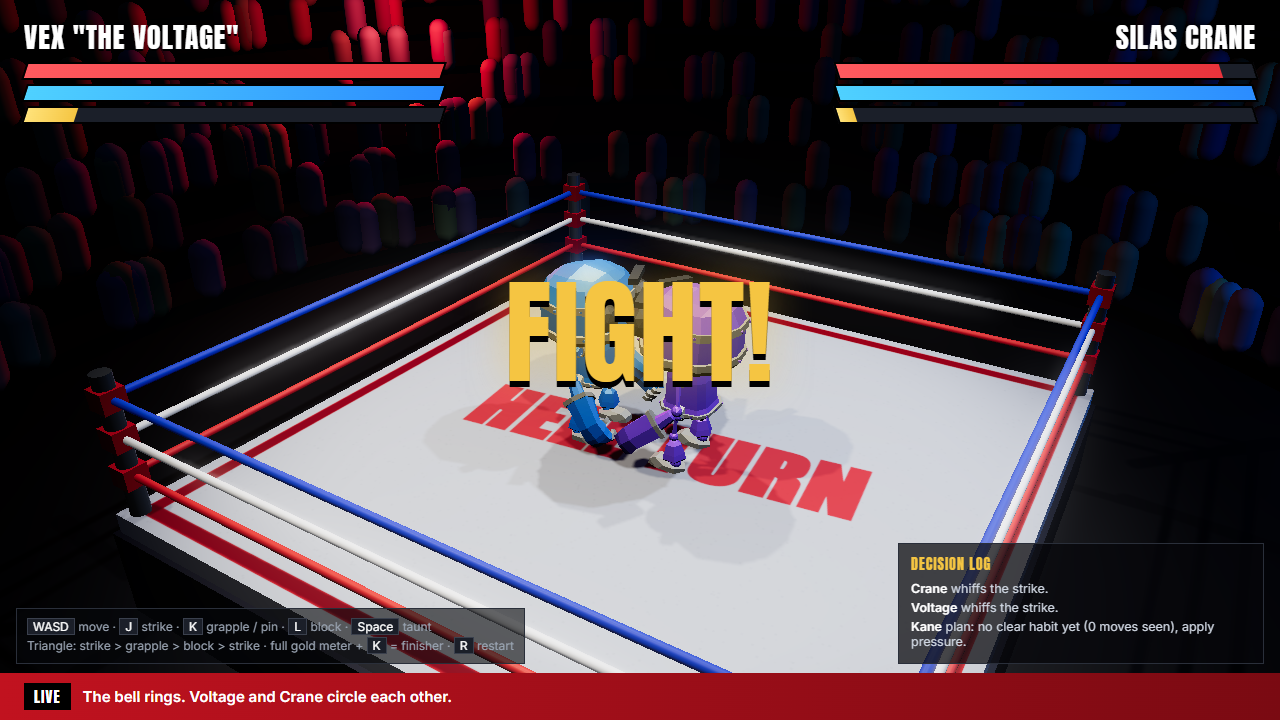 VEX "THE VOLTAGE"
SILAS CRANE
FIGHT!
DECISION LOG
Crane whiffs the strike.
Voltage whiffs the strike.
Kane plan: no clear habit yet (0 moves seen), apply
pressure.
WASD move · J strike · K grapple / pin · L block · Space taunt
Triangle: strike > grapple > block > strike · full gold meter + K = finisher · R restart
LIVE The bell rings. Voltage and Crane circle each other.